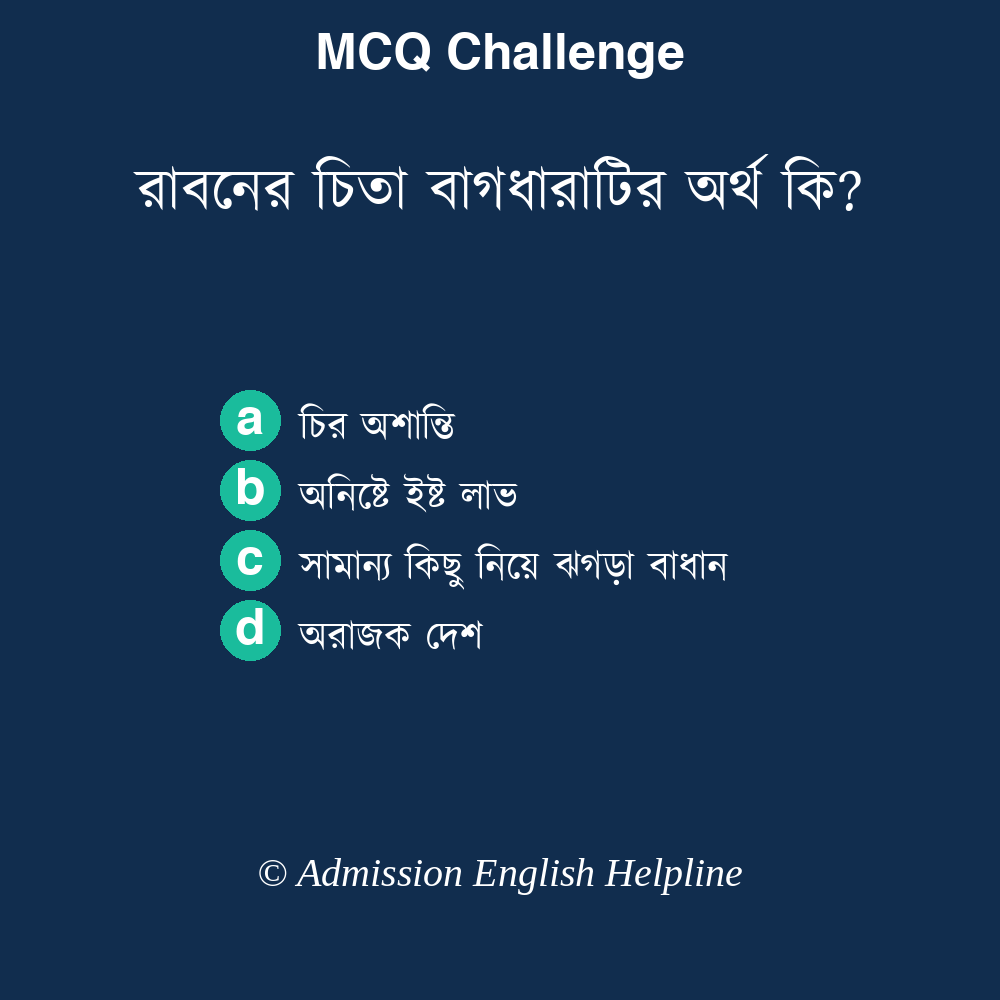 MCQ Challenge
রাবনের চিতা বাগধারাটির অর্থ কি?
a চির অশান্তি
b অনিষ্টে ইষ্ট লাভ
c সামান্য কিছু নিয়ে ঝগড়া বাধান
d অরাজক দেশ
© Admission English Helpline